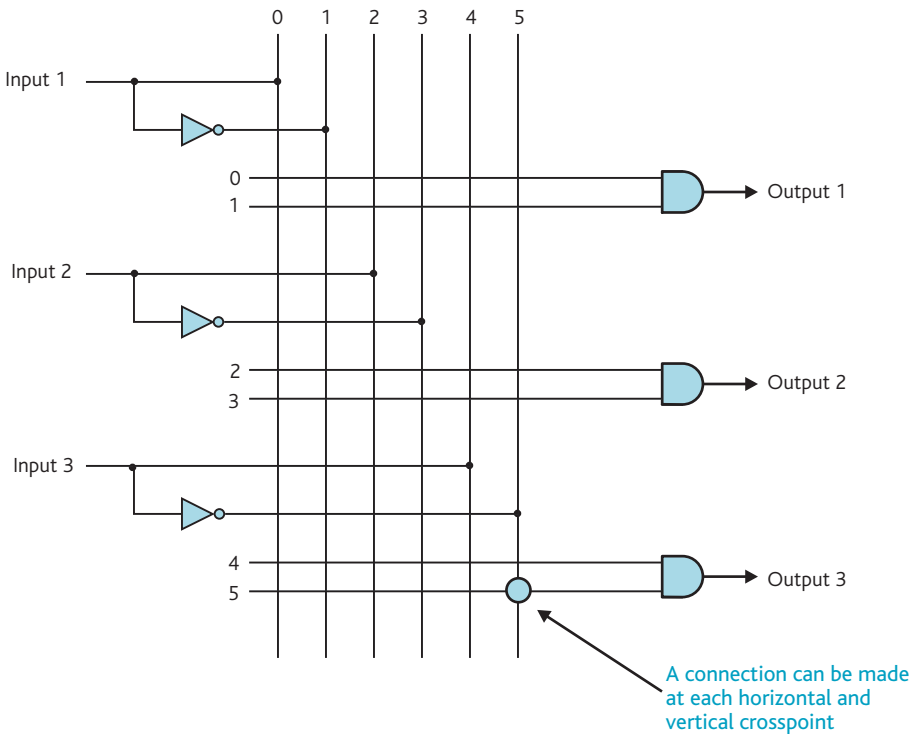 0 1 2 3 4 5
Input 1
0
1
Output 1
Input 2
2
3
Output 2
Input 3
4
5
Output 3
A connection can be made
at each horizontal and
vertical crosspoint